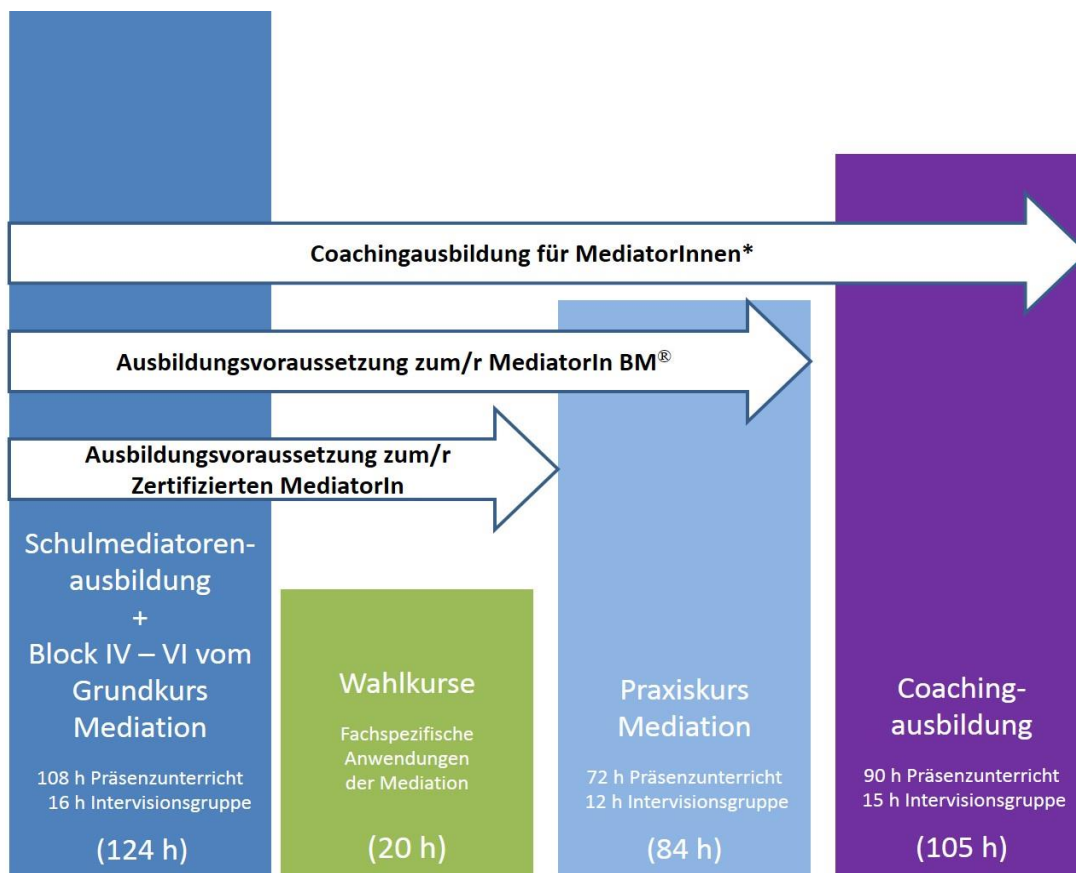 Coachingausbildung für MediatorInnen*
Ausbildungsvoraussetzung zum/r MediatorIn BM®
Ausbildungsvoraussetzung zum/r
Zertifizierten MediatorIn
Schulmediatoren-
ausbildung
+
Block IV – VI vom
Grundkurs
Mediation
108 h Präsenzunterricht
16 h Intervisionsgruppe
(124 h)
Wahlkurse
Fachspezifische
Anwendungen
der Mediation
(20 h)
Praxiskurs
Mediation
72 h Präsenzunterricht
12 h Intervisionsgruppe
(84 h)
Coaching-
ausbildung
90 h Präsenzunterricht
15 h Intervisionsgruppe
(105 h)